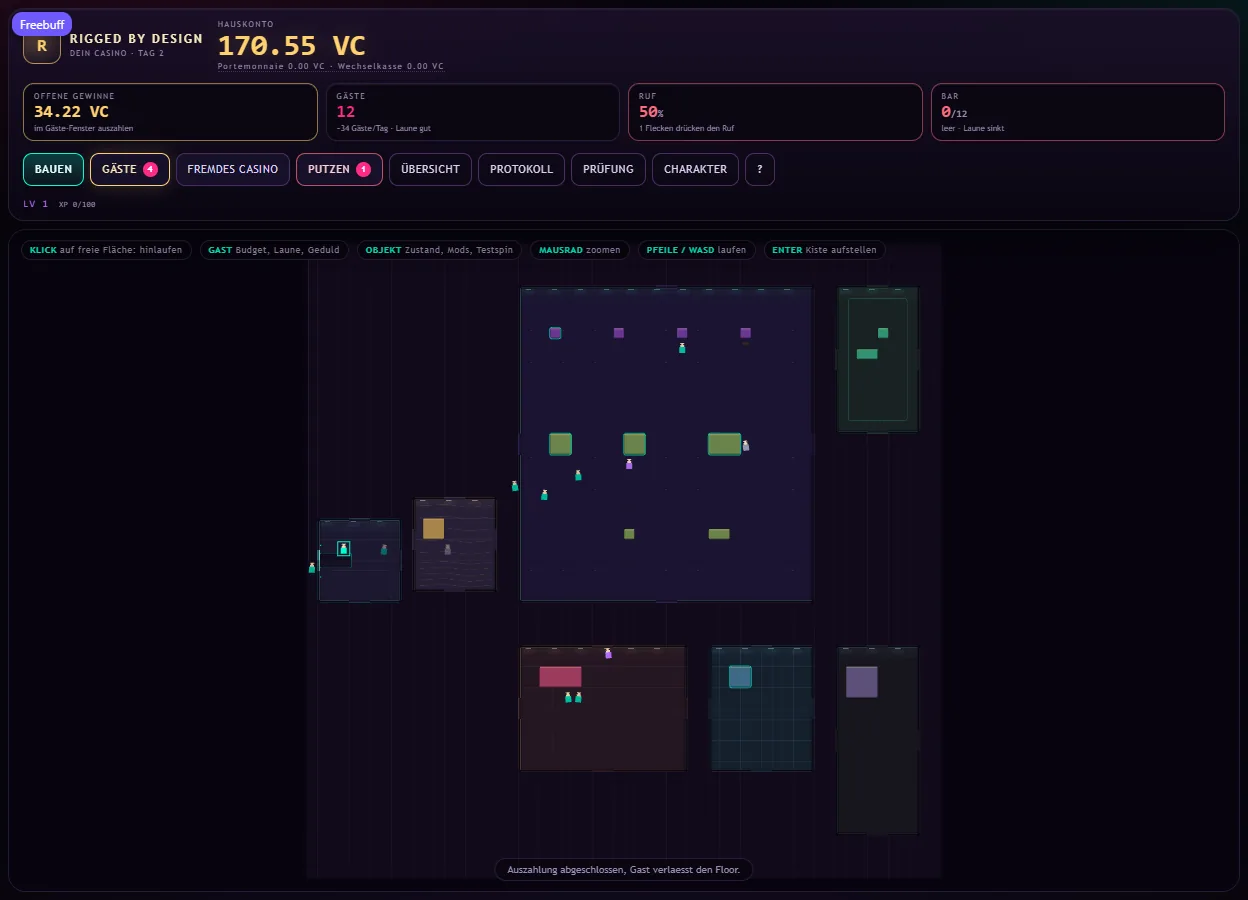 Freebuff
R
RIGGED BY DESIGN
DEIN CASINO · TAG 2
HAUSKONTO
170.55 VC
Portemonnaie 0.00 VC · Wechselkasse 0.00 VC
OFFENE GEWINNE
34.22 VC
im Gäste-Fenster auszahlen
GÄSTE
12
~34 Gäste/Tag · Laune gut
RUF
50%
1 Flecken drücken den Ruf
BAR
0/12
leer · Laune sinkt
BAUEN
GÄSTE 4
FREMDES CASINO
PUTZEN 1
ÜBERSICHT
PROTOKOLL
PRÜFUNG
CHARAKTER
?
LV 1 XP 0/100
KLICK auf freie Fläche: hinlaufen
GAST Budget, Laune, Geduld
OBJEKT Zustand, Mods, Testspin
MAUSRAD zoomen
PFEILE / WASD laufen
ENTER Kiste aufstellen
Auszahlung abgeschlossen, Gast verlaesst den Floor.